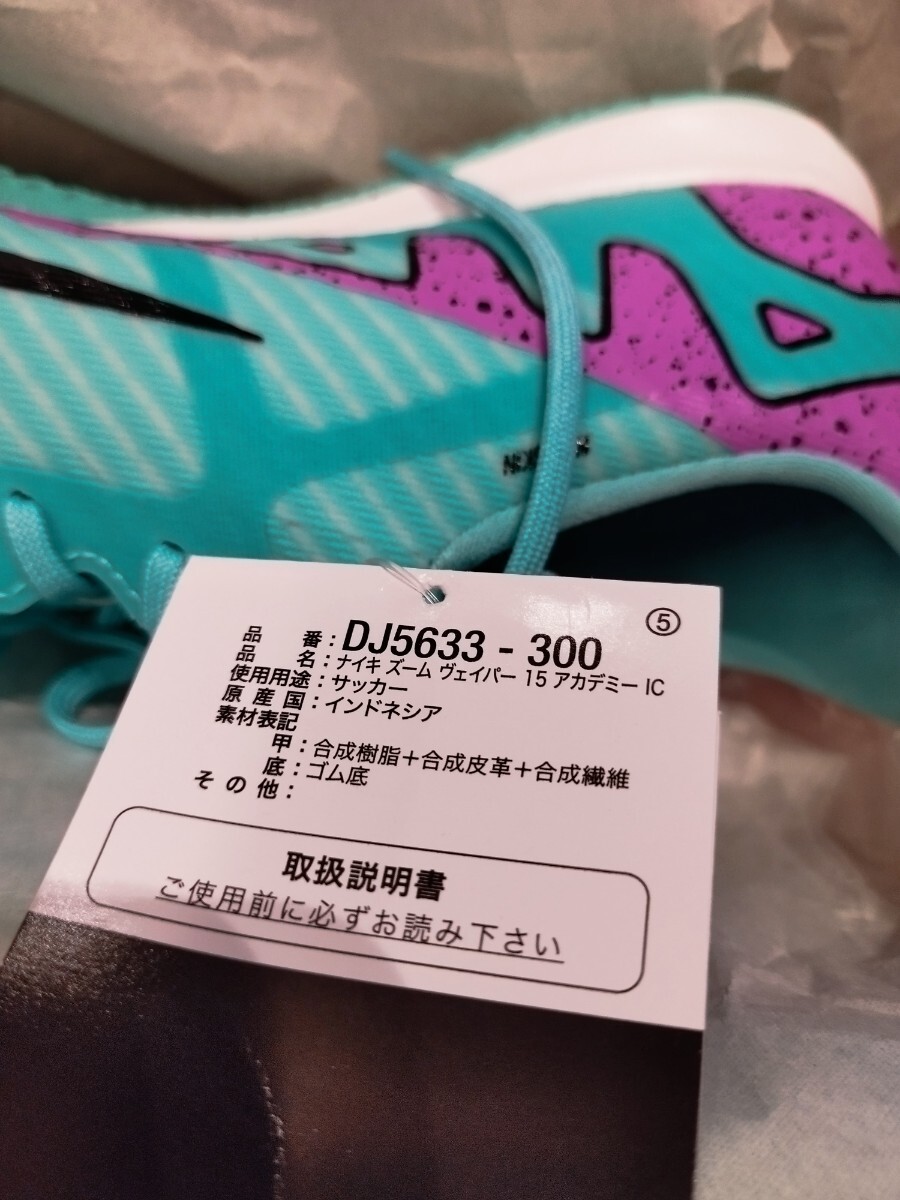 ⑤
品 番：DJ5633 - 300
品 名：ナイキ ズーム ヴェイパー 15 アカデミー IC
使用用途：サッカー
原 産 国：インドネシア
素材表記
甲：合成樹脂＋合成皮革＋合成繊維
底：ゴム底
そ の 他：
取扱説明書
ご使用前に必ずお読み下さい